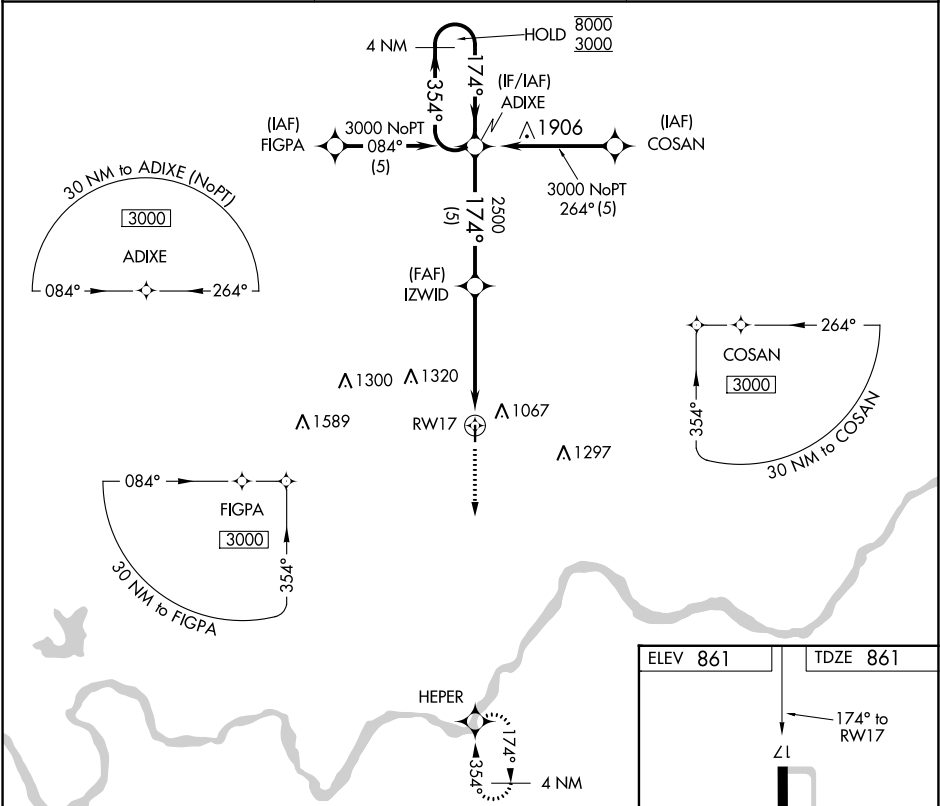 HOLD 8000
3000
4 NM
174°
354°
(IF/IAF)
ADIXE
(IAF)
FIGPA
3000 NoPT
084°
(5)
1906
(IAF)
COSAN
3000 NoPT
264° (5)
30 NM to ADIXE (NoPT)
3000
ADIXE
084°
264°
2500
174°
(5)
(FAF)
IZWID
264°
COSAN
3000
354°
30 NM to COSAN
1300
1320
1589
RW17
1067
1297
084°
FIGPA
3000
354°
30 NM to FIGPA
HEPER
174°
354°
4 NM
ELEV 861
TDZE 861
174° to
RW17
17